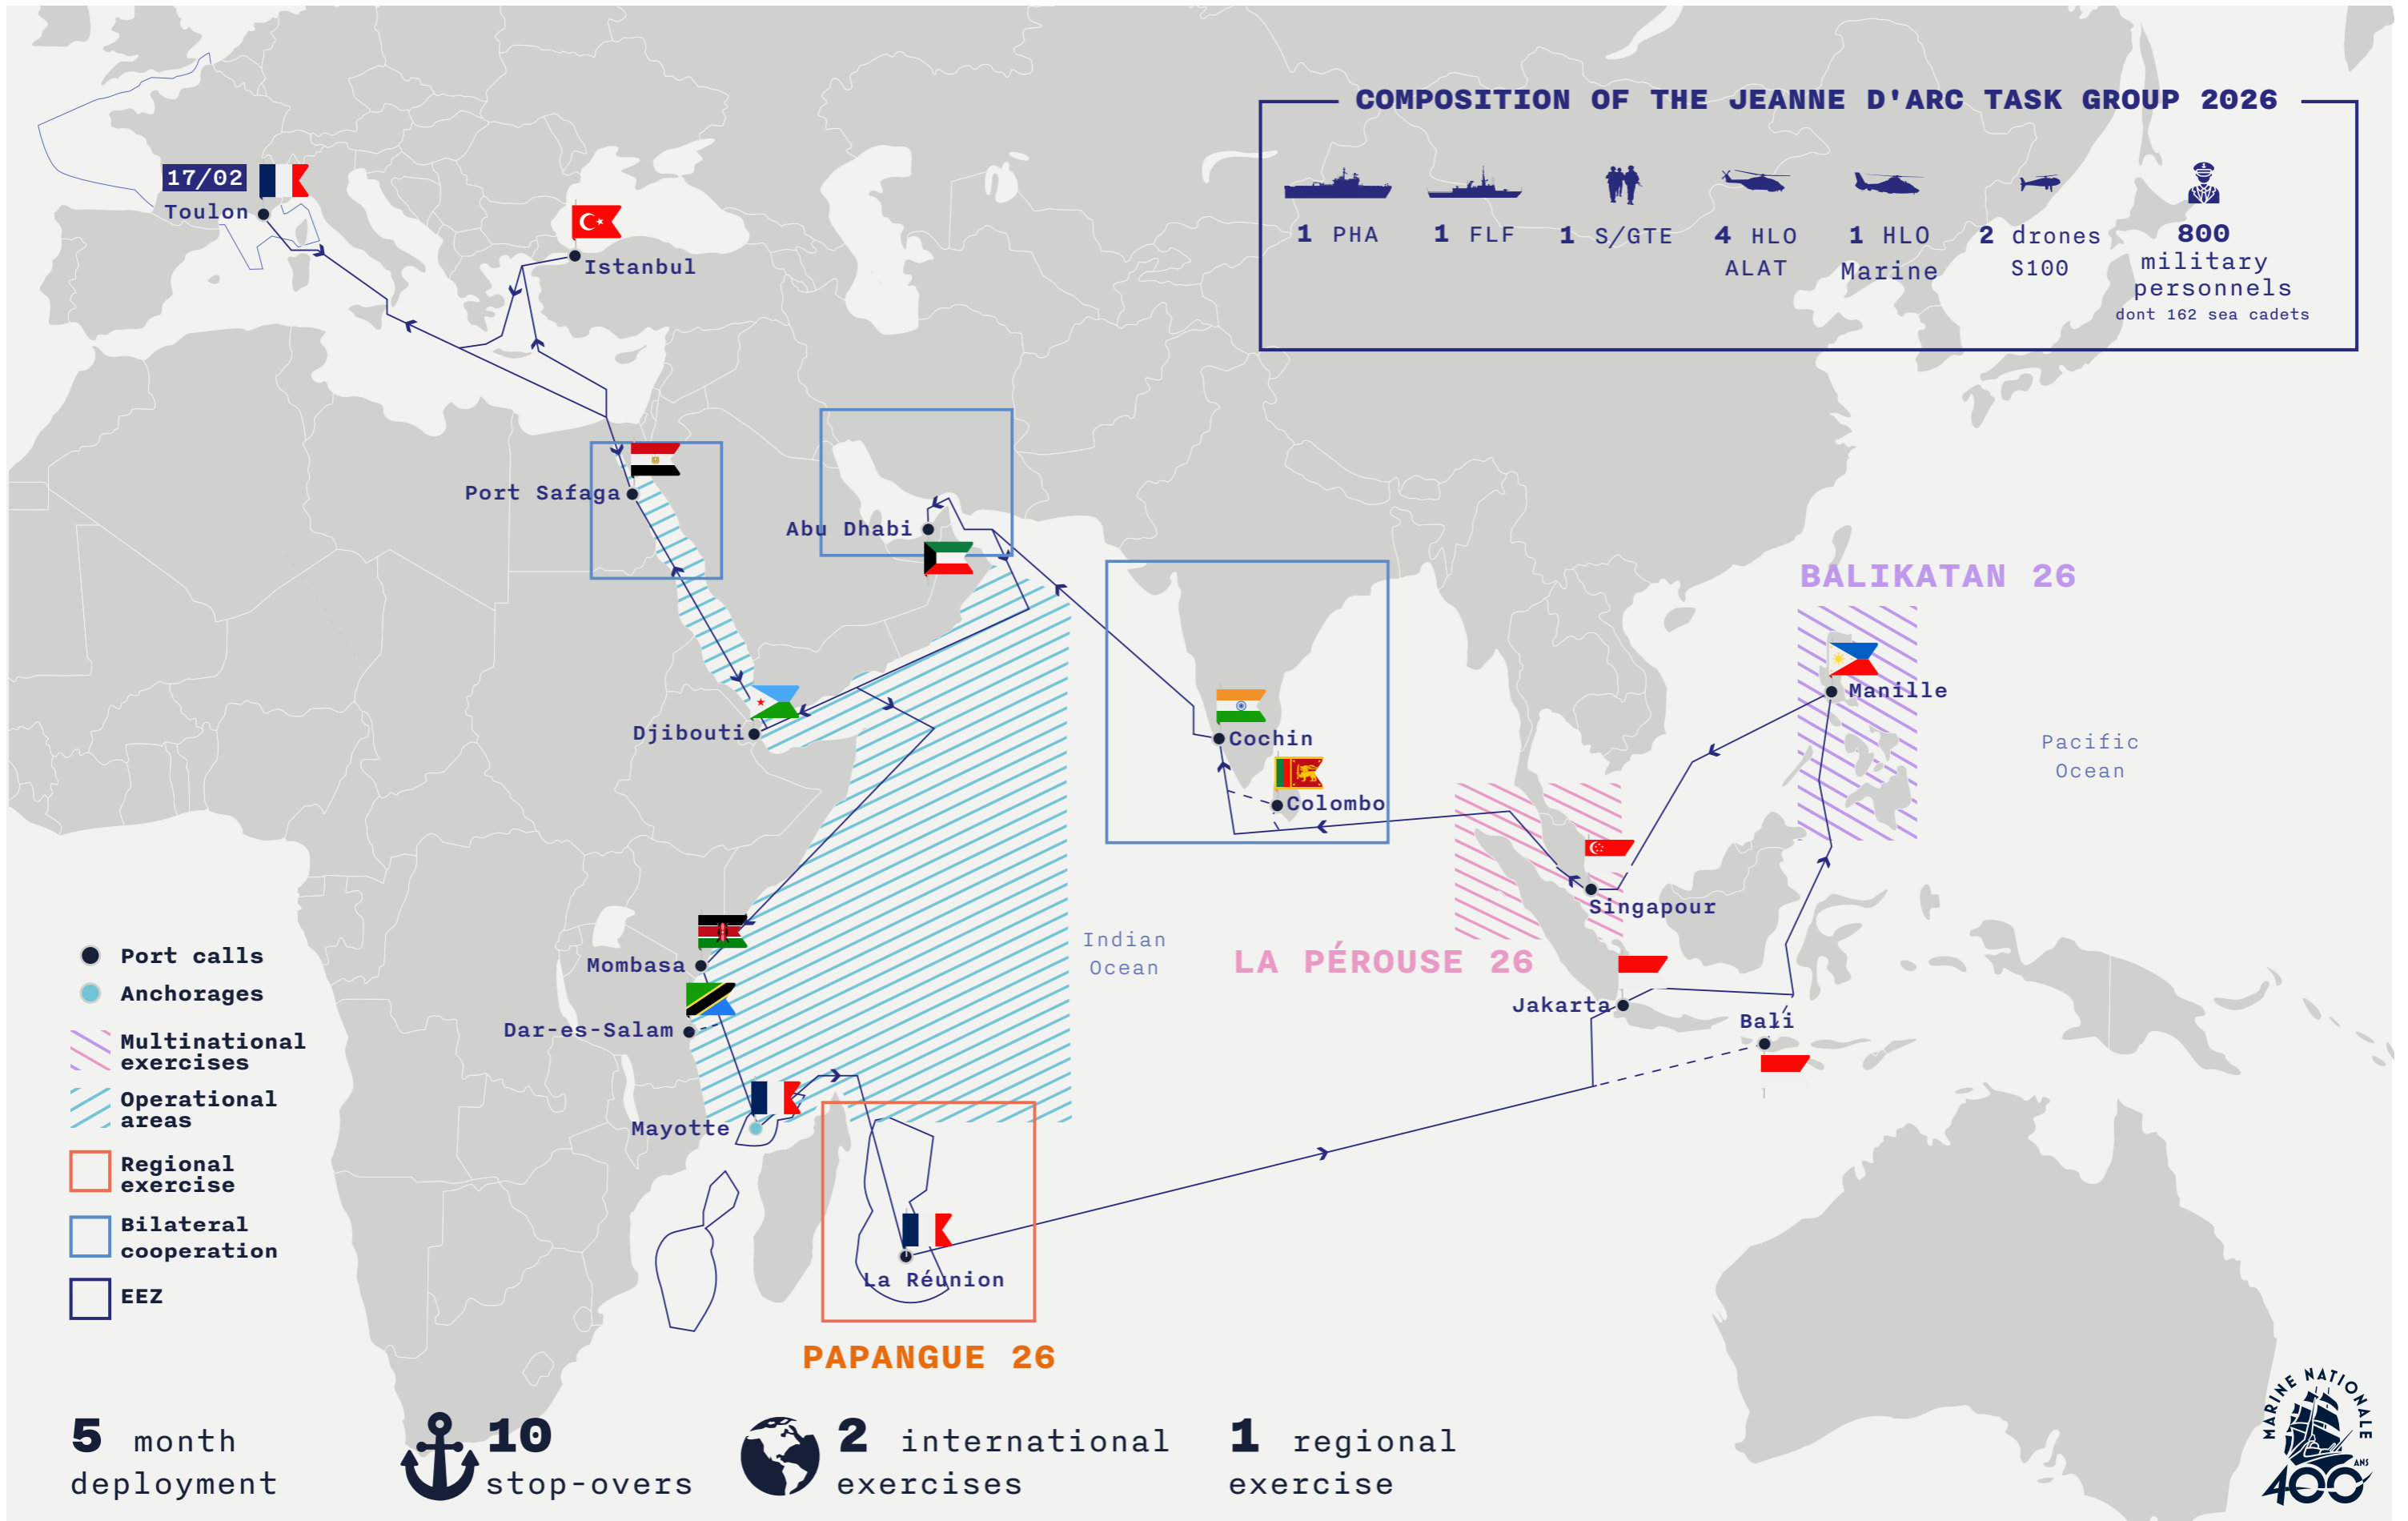 COMPOSITION OF THE JEANNE D'ARC TASK GROUP 2026
1 PHA
1 FLF
1 S/GTE
4 HLO
ALAT
1 HLO
Marine
2 drones
S100
800
military
personnels
dont 162 sea cadets
17/02
Toulon
Istanbul
Port Safaga
Abu Dhabi
BALIKATAN 26
Manille
Pacific
Ocean
Djibouti
Cochin
Colombo
Singapour
Indian
Ocean
LA PÉROUSE 26
Mombasa
Jakarta
Bali
Dar-es-Salam
Mayotte
La Réunion
PAPANGUE 26
Port calls
Anchorages
Multinational
exercises
Operational
areas
Regional
exercise
Bilateral
cooperation
EEZ
5 month
deployment
10
stop-overs
2 international
exercises
1 regional
exercise
MARINE NATIONALE
400 ANS